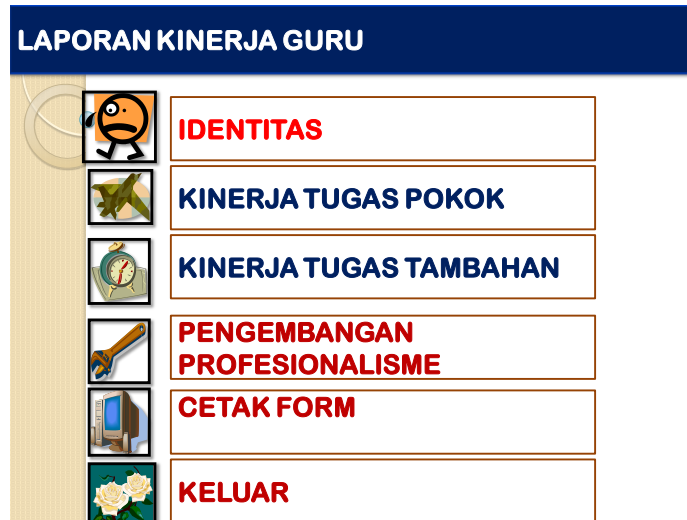 LAPORAN KINERJA GURU
IDENTITAS
KINERJA TUGAS POKOK
KINERJA TUGAS TAMBAHAN
PENGEMBANGAN
PROFESIONALISME
CETAK FORM
KELUAR